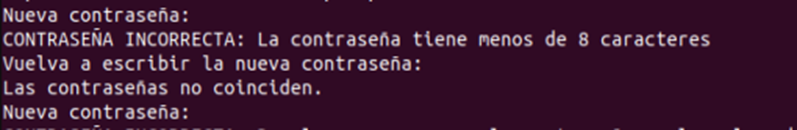 Nueva contraseña:
CONTRASEÑA INCORRECTA: La contraseña tiene menos de 8 caracteres
Vuelva a escribir la nueva contraseña:
Las contraseñas no coinciden.
Nueva contraseña: